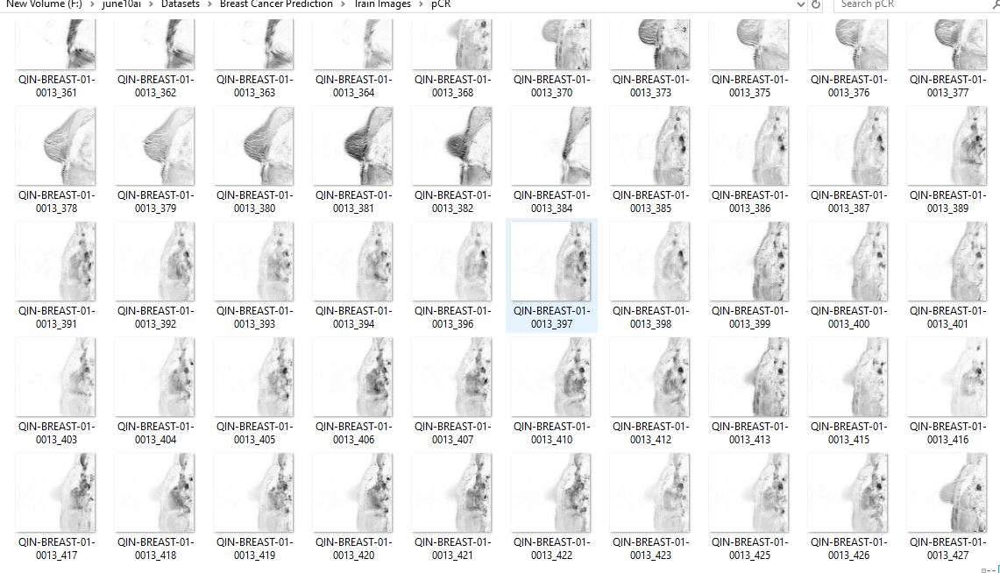 New Volume (F:) > june10ai > Datasets > Breast Cancer Prediction > Train Images > pCR
Search pCR
QIN-BREAST-01- QIN-BREAST-01- QIN-BREAST-01- QIN-BREAST-01- QIN-BREAST-01- QIN-BREAST-01- QIN-BREAST-01- QIN-BREAST-01- QIN-BREAST-01- QIN-BREAST-01-
0013_361 0013_362 0013_363 0013_364 0013_368 0013_370 0013_373 0013_375 0013_376 0013_377
QIN-BREAST-01- QIN-BREAST-01- QIN-BREAST-01- QIN-BREAST-01- QIN-BREAST-01- QIN-BREAST-01- QIN-BREAST-01- QIN-BREAST-01- QIN-BREAST-01- QIN-BREAST-01-
0013_378 0013_379 0013_380 0013_381 0013_382 0013_384 0013_385 0013_386 0013_387 0013_389
QIN-BREAST-01- QIN-BREAST-01- QIN-BREAST-01- QIN-BREAST-01- QIN-BREAST-01- QIN-BREAST-01- QIN-BREAST-01- QIN-BREAST-01- QIN-BREAST-01- QIN-BREAST-01-
0013_391 0013_392 0013_393 0013_394 0013_396 0013_397 0013_398 0013_399 0013_400 0013_401
QIN-BREAST-01- QIN-BREAST-01- QIN-BREAST-01- QIN-BREAST-01- QIN-BREAST-01- QIN-BREAST-01- QIN-BREAST-01- QIN-BREAST-01- QIN-BREAST-01- QIN-BREAST-01-
0013_403 0013_404 0013_405 0013_406 0013_407 0013_410 0013_412 0013_413 0013_415 0013_416
QIN-BREAST-01- QIN-BREAST-01- QIN-BREAST-01- QIN-BREAST-01- QIN-BREAST-01- QIN-BREAST-01- QIN-BREAST-01- QIN-BREAST-01- QIN-BREAST-01- QIN-BREAST-01-
0013_417 0013_418 0013_419 0013_420 0013_421 0013_422 0013_423 0013_425 0013_426 0013_427